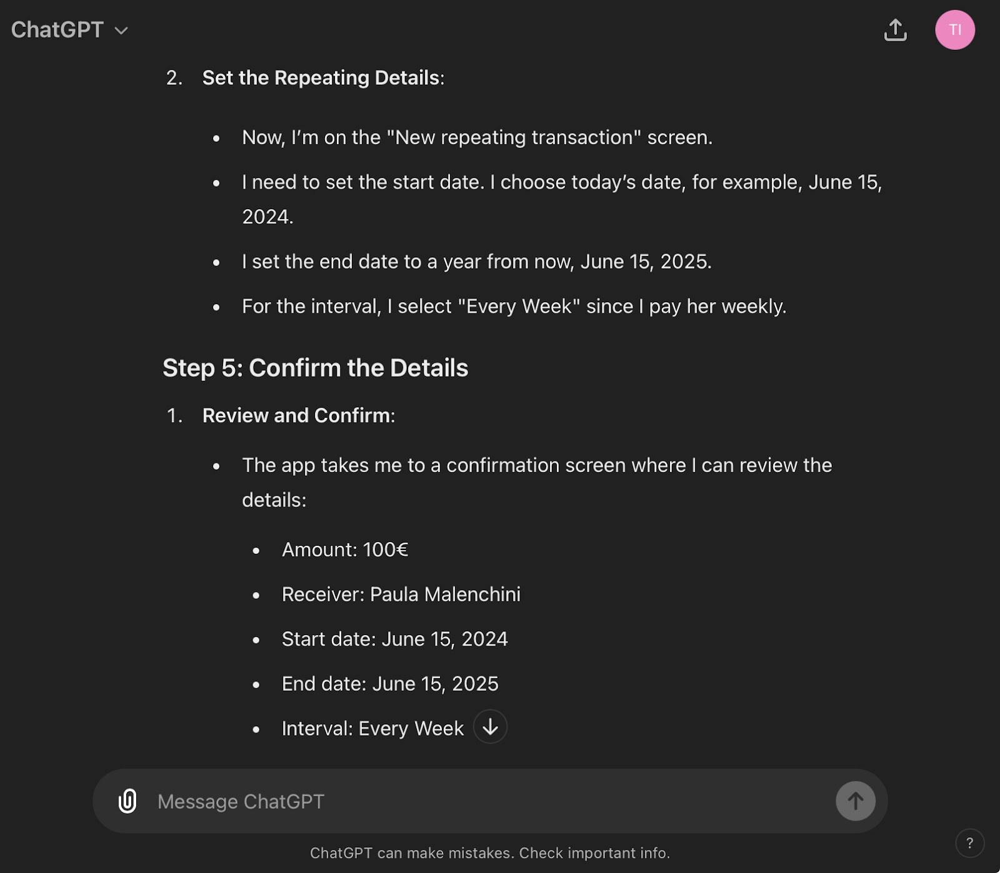 ChatGPT
TI
2. Set the Repeating Details:
• Now, I’m on the "New repeating transaction" screen.
• I need to set the start date. I choose today’s date, for example, June 15,
2024.
• I set the end date to a year from now, June 15, 2025.
• For the interval, I select "Every Week" since I pay her weekly.
Step 5: Confirm the Details
1. Review and Confirm:
• The app takes me to a confirmation screen where I can review the
details:
• Amount: 100€
• Receiver: Paula Malenchini
• Start date: June 15, 2024
• End date: June 15, 2025
• Interval: Every Week
Message ChatGPT
ChatGPT can make mistakes. Check important info.
?